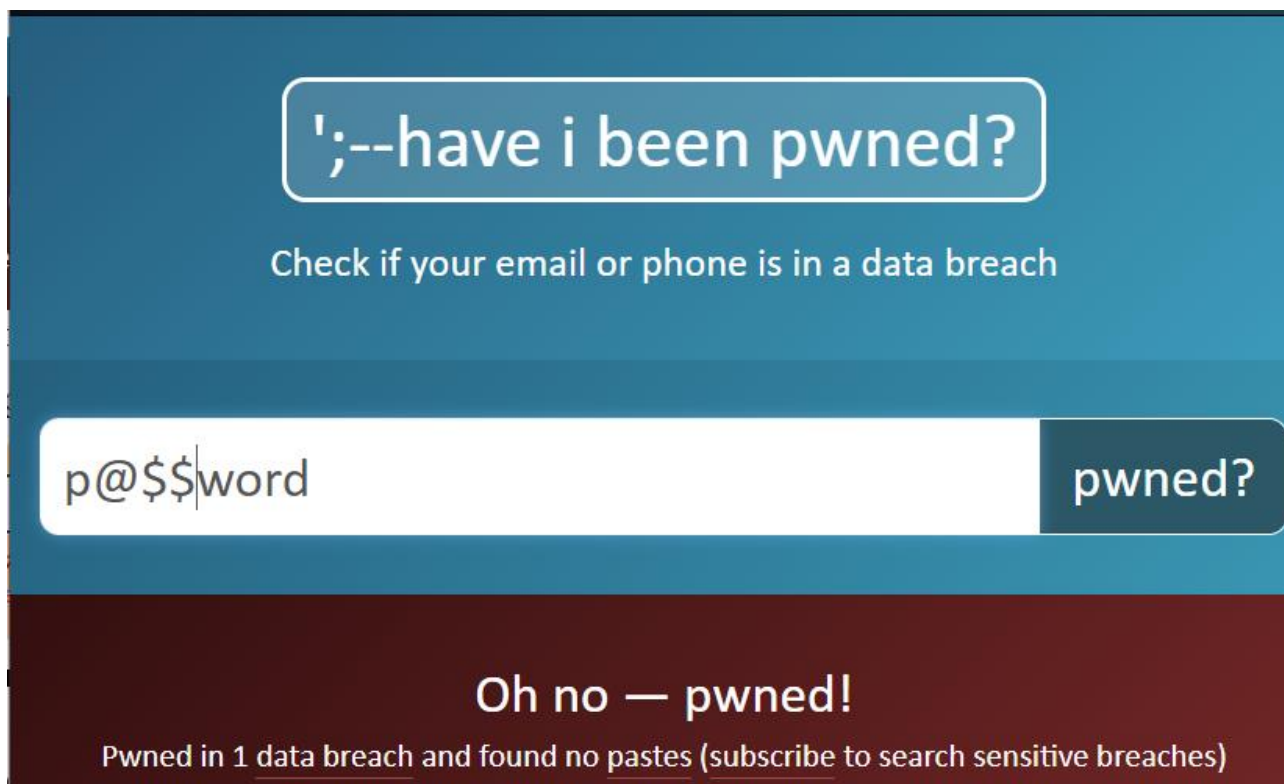 ';--have i been pwned?
Check if your email or phone is in a data breach
p@$$word
pwned?
Oh no — pwned!
Pwned in 1 data breach and found no pastes (subscribe to search sensitive breaches)